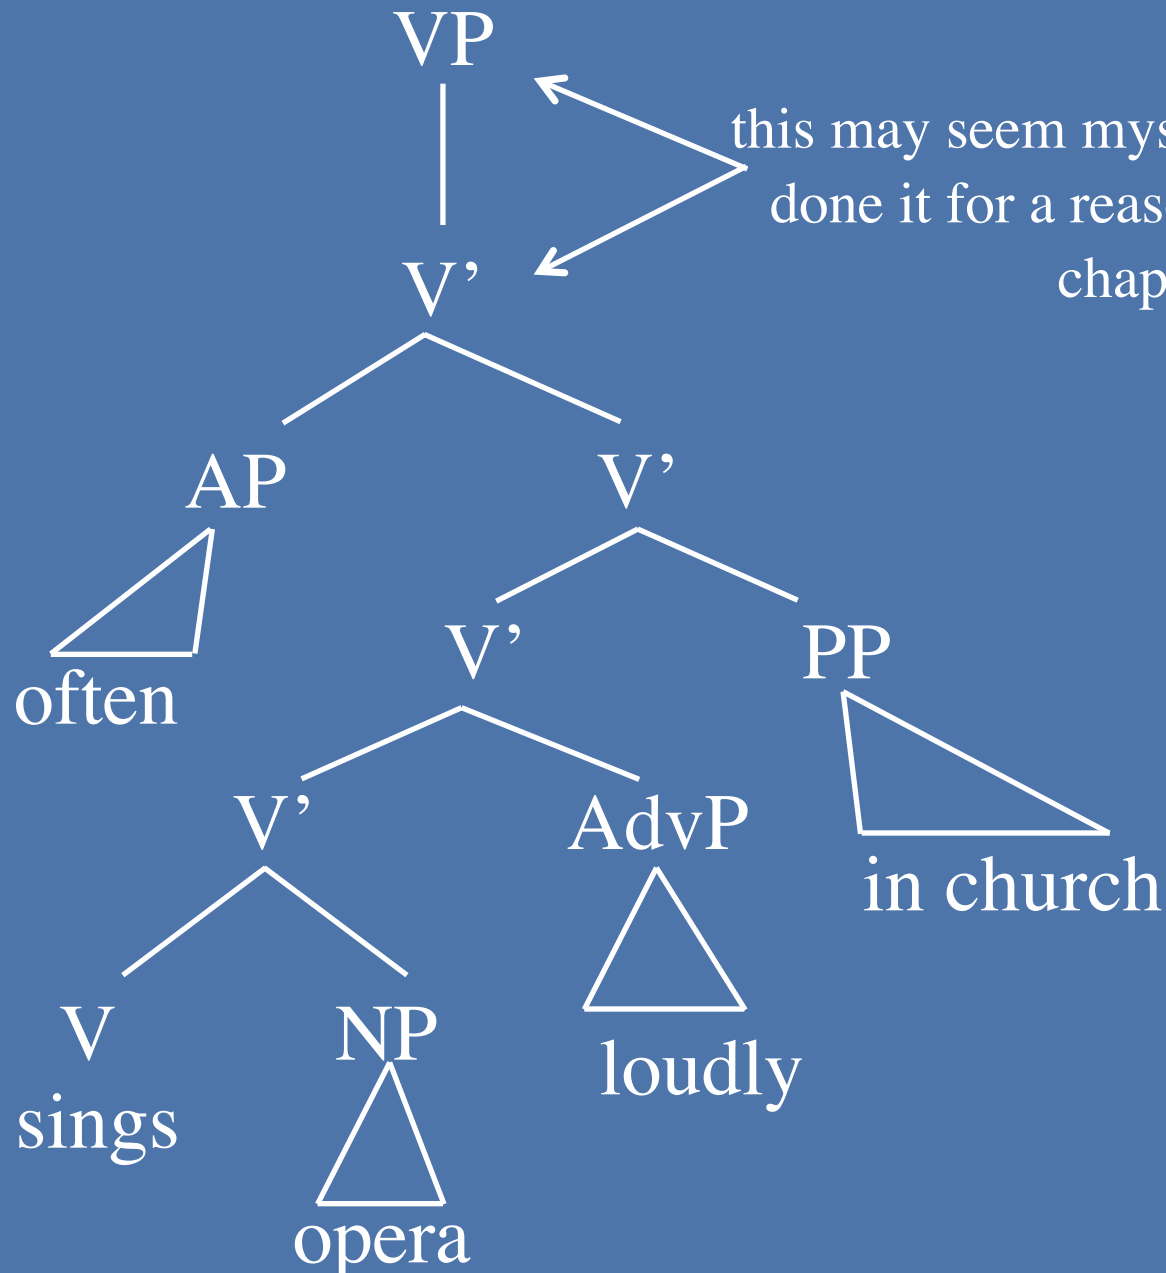 VP
this may seem mys
done it for a reas
chap
V’
AP
V’
often
V’
PP
V’
AdvP
in church
V
NP
loudly
sings
opera